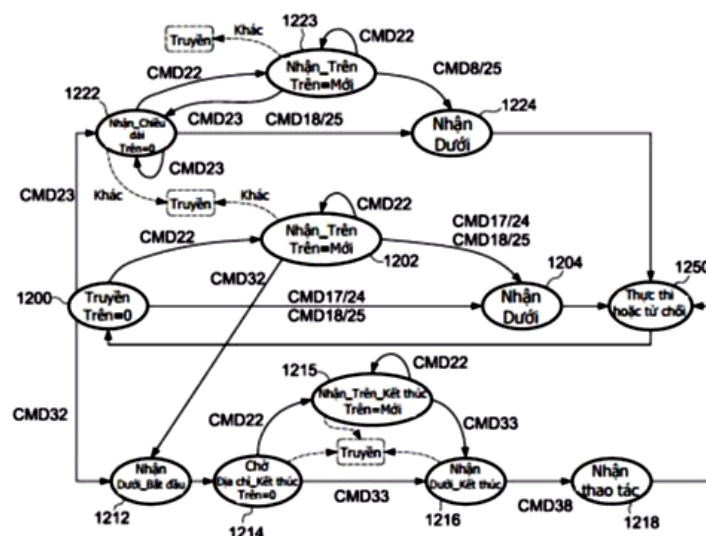 1223
Truyền
Khác
CMD22
CMD22
Nhận_Trên
Trên=Mới
CMD8/25
1222
1224
Nhận_Chiều
dài
Trên=0
CMD23
CMD18/25
Nhận
Dưới
CMD23
CMD23
Khác
Truyền
Khác
CMD22
CMD22
Nhận_Trên
Trên=Mới
CMD17/24
CMD18/25
1202
1204
1250
CMD32
1200
Truyền
Trên=0
CMD17/24
CMD18/25
Nhận
Dưới
Thực thi
hoặc từ chối
1215
CMD22
Nhận_Trên_Kết thúc
Trên=Mới
CMD32
CMD22
CMD33
Truyền
Nhận
Dưới_Bắt đầu
Chờ
Địa chỉ_Kết thúc
Trên=0
CMD33
Nhận
Dưới_Kết thúc
CMD38
Nhận
thao tác
1212
1214
1216
1218